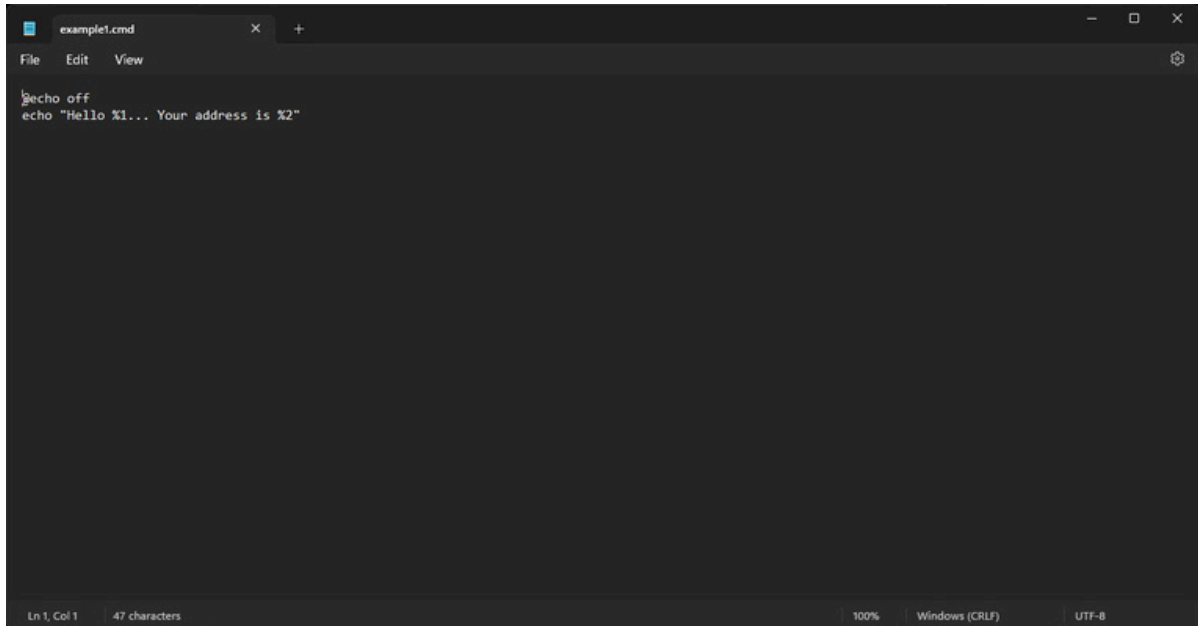 example1.cmd
File Edit View
@echo off
echo "Hello %1... Your address is %2"
Ln 1, Col 1 47 characters 100% Windows (CRLF) UTF-8